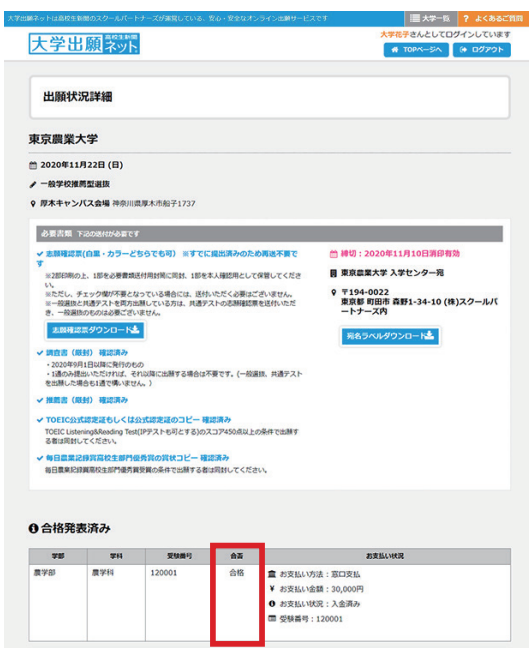 大学出願ネットは高校生新聞のスクールパートナーズが運営している、安心・安全なオンライン出願サービスです
大学一覧
? よくあるご質問
大学出願ネット
高校生新聞
大学花子さんとしてログインしています
TOPページへ
ログアウト
出願状況詳細
東京農業大学
2020年11月22日 (日)
一般学校推薦型選抜
厚木キャンパス会場 神奈川県厚木市船子1737
必要書類 下記の送付が必要です
志願確認票(白黒・カラーどちらでも可) ※すでに提出済みのため再送不要で
す
※2部印刷の上、1部を必要書類送付用封筒に同封、1部を本人確認用として保管してくださ
い。
※ただし、チェック欄が不要となっている場合には、送付いただく必要はございません。
※一般選抜と共通テストを両方出願している方は、共通テストの志願確認票を送付いただ
き、一般選抜のものは必要ございません。
志願確認票ダウンロード
調査書（厳封） 確認済み
・2020年9月1日以降に発行のもの
・1通のみ提出いただければ、それ以降に出願する場合は不要です。(一般選抜、共通テスト
を出願した場合も1通で構いません。)
推薦書（厳封） 確認済み
TOEIC公式認定証もしくは公式認定証のコピー 確認済み
TOEIC Listening&Reading Test(IPテストも可とする)のスコア450点以上の条件で出願す
る者は同封してください。
毎日農業記録賞高校生部門優秀賞の賞状コピー 確認済み
毎日農業記録賞高校生部門優秀賞受賞の条件で出願する者は同封してください。
締切：2020年11月10日消印有効
東京農業大学 入学センター宛
〒194-0022
東京都 町田市 森野1-34-10 (株)スクールパ
ートナーズ内
宛名ラベルダウンロード
合格発表済み
学部 学科 受験番号 合否 お支払い状況
農学部 農学科 120001 合格 お支払い方法：窓口支払
¥ お支払い金額：30,000円
お支払い状況：入金済み
受験番号：120001